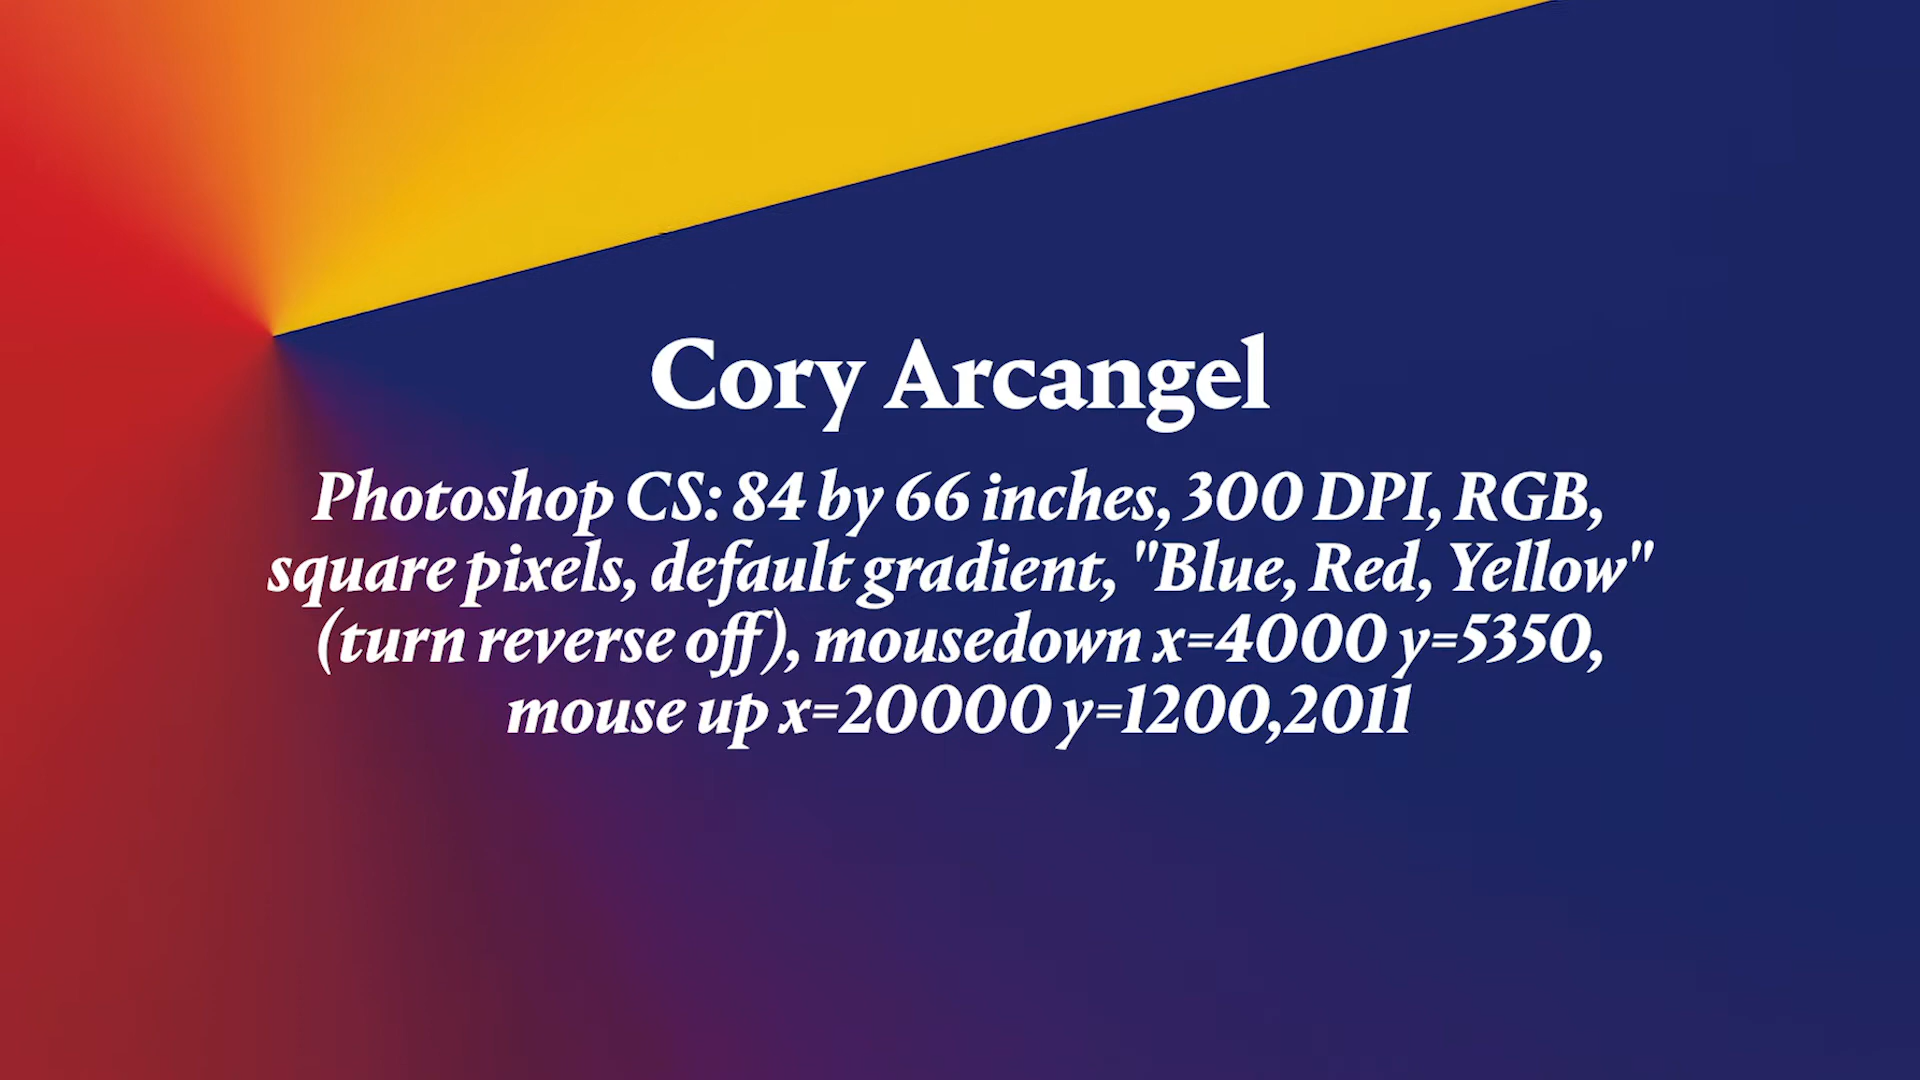 Cory Arcangel
Photoshop CS: 84 by 66 inches, 300 DPI, RGB,
square pixels, default gradient, "Blue, Red, Yellow"
(turn reverse off), mousedown x=4000 y=5350,
mouse up x=20000 y=1200,2011